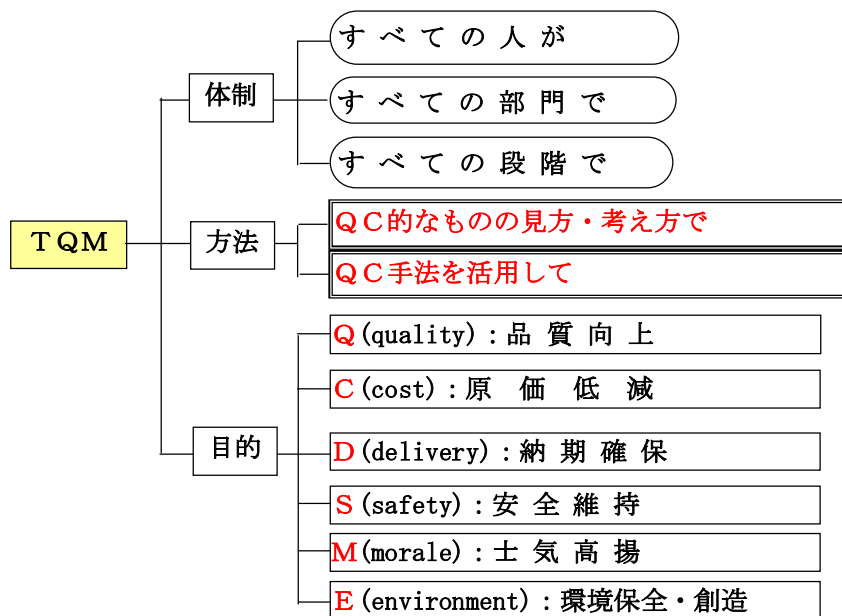 TQM
体制
すべての人が
すべての部門で
すべての段階で
方法
QC的なものの見方・考え方で
QC手法を活用して
目的
Q(quality):品質向上
C(cost):原価低減
D(delivery):納期確保
S(safety):安全維持
M(morale):士気高揚
E(environment):環境保全・創造